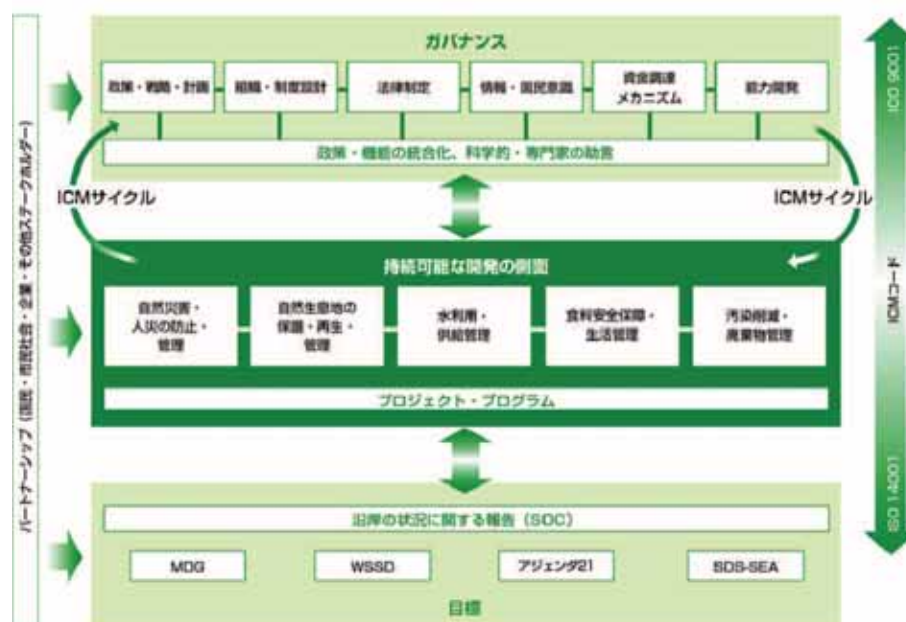 ガバナンス
政策・戦略・計画
組織・制度設計
法律制定
情報・国民意識
資金調達
メカニズム
能力開発
政策・機能の統合化、科学的・専門家の助言
ICMサイクル
ICMサイクル
持続可能な開発の側面
自然災害・
人災の防止・
管理
自然生息地の
保護・再生・
管理
水利用・
供給管理
食料安全保障・
生活管理
汚染削減・
廃棄物管理
プロジェクト・プログラム
沿岸の状況に関する報告（SOC）
MDG
WSSD
アジェンダ21
SDS-SEA
目標
パートナーシップ（国民・市民社会・企業・その他ステークホルダー）
ISO 9001
ICMコード
ISO 14001